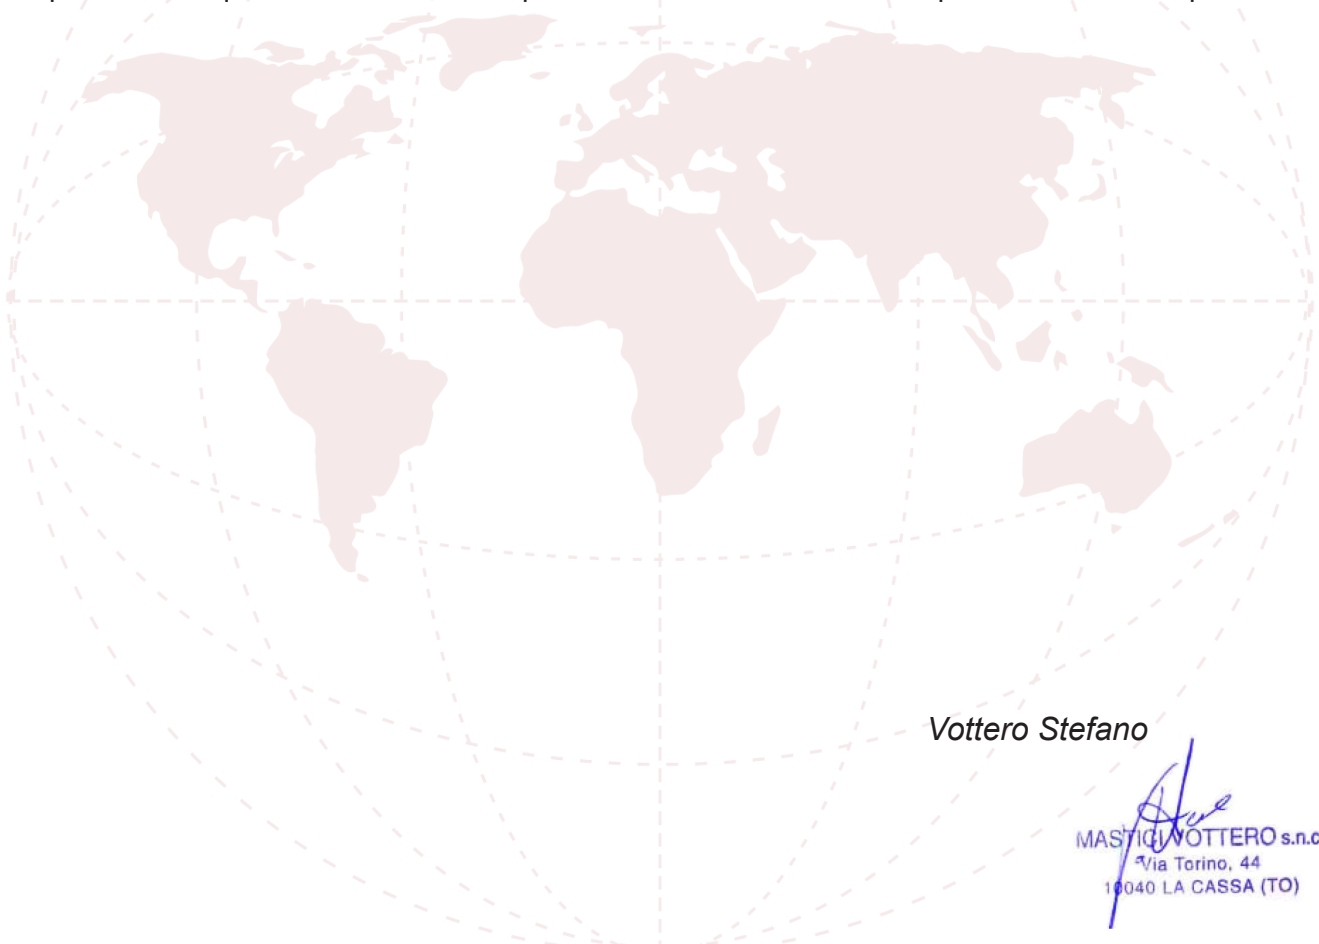 Vottero Stefano
MASTICI VOTTERO s.n.c
Via Torino, 44
10040 LA CASSA (TO)